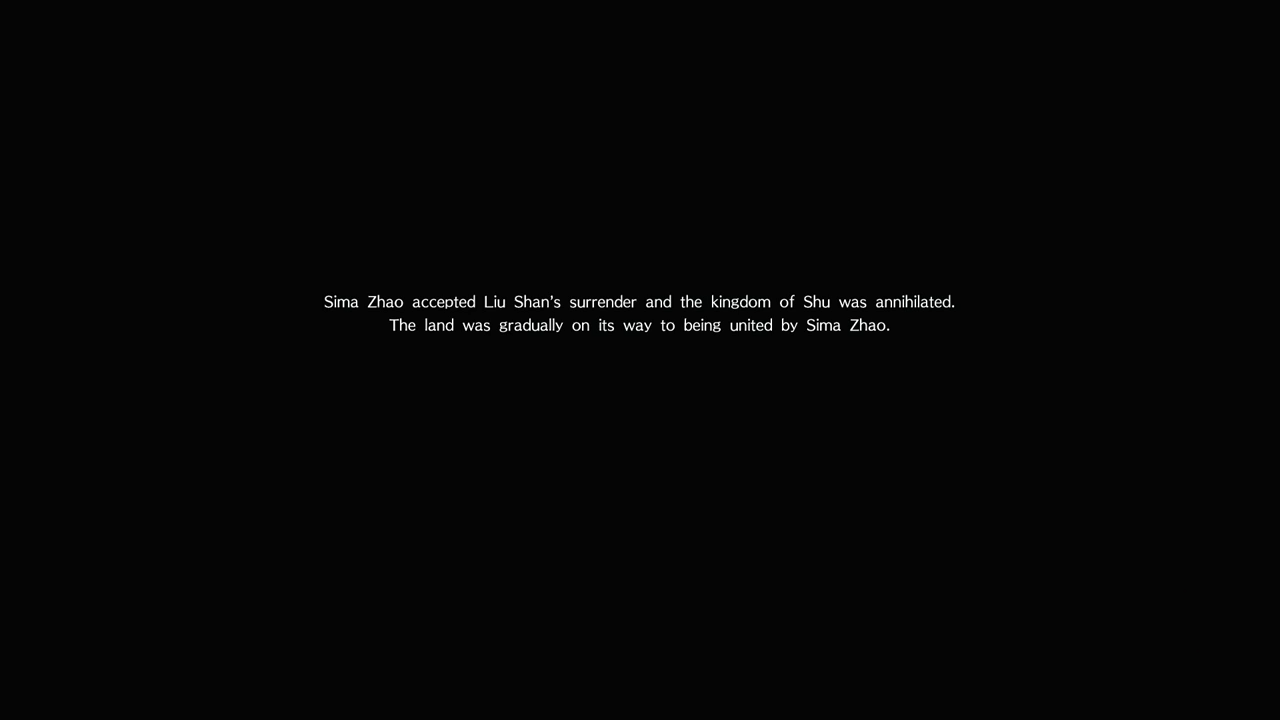 Sima Zhao accepted Liu Shan's surrender and the kingdom of Shu was annihilated.
The land was gradually on its way to being united by Sima Zhao.